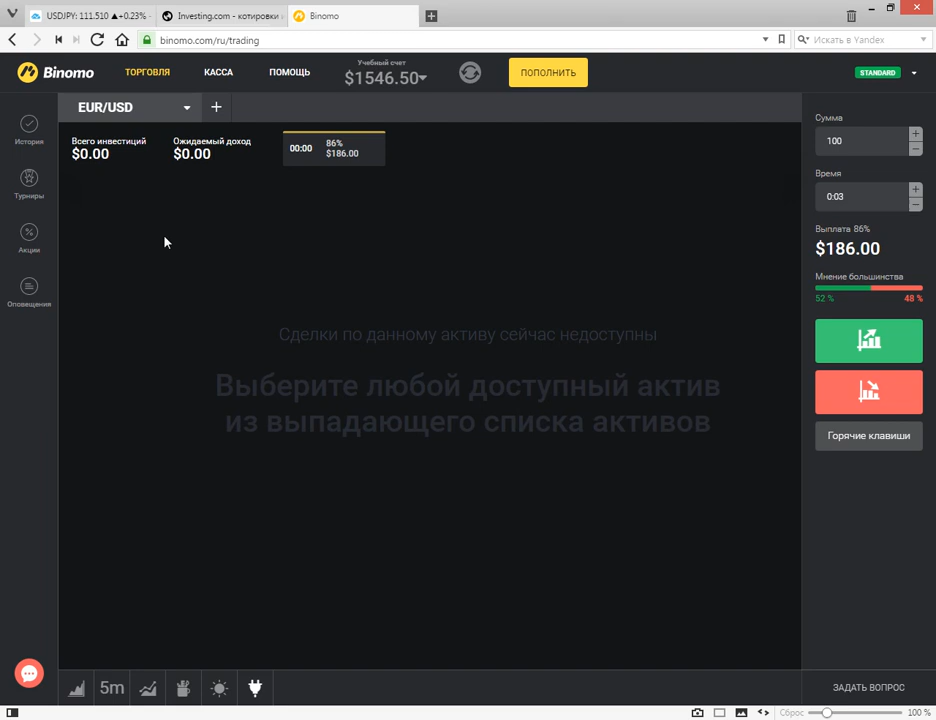 USDJPY: 111.510 ▲+0.23% -
Investing.com - котировки
Binomo
binomo.com/ru/trading
Искать в Yandex
Binomo
ТОРГОВЛЯ
КАССА
ПОМОЩЬ
Учебный счет
$1546.50
ПОПОЛНИТЬ
STANDARD
EUR/USD
История
Турниры
Акции
Оповещения
Всего инвестиций
$0.00
Ожидаемый доход
$0.00
00:00
86%
$186.00
Сделки по данному активу сейчас недоступны
Выберите любой доступный актив
из выпадающего списка активов
Сумма
100
Время
0:03
Выплата 86%
$186.00
Мнение большинства
52 %
48 %
Горячие клавиши
5m
ЗАДАТЬ ВОПРОС
Сброс
100 %